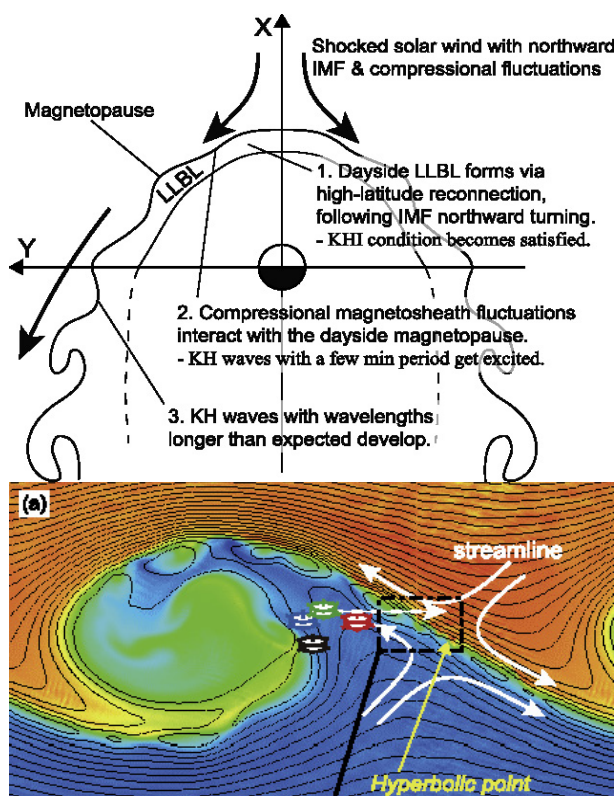 X
Shocked solar wind with northward
IMF & compressional fluctuations
Magnetopause
LLBL
1. Dayside LLBL forms via
high-latitude reconnection,
following IMF northward turning.
- KHI condition becomes satisfied.
Y
2. Compressional magnetosheath fluctuations
interact with the dayside magnetopause.
- KH waves with a few min period get excited.
3. KH waves with wavelengths
longer than expected develop.
(a)
streamline
Hyperbolic point